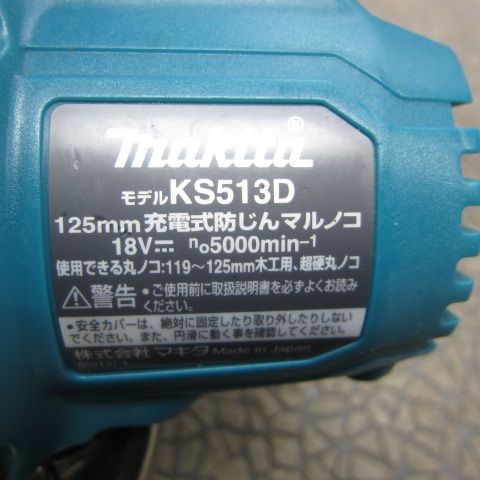 makita®
モデルKS513D
125mm 充電式防じんマルノコ
18V⎓ n₀5000min⁻¹
使用できる丸ノコ:119～125mm木工用、超硬丸ノコ
⚠警告 ●ご使用前に取扱説明書を必ずよくお読みください。
●安全カバーは、絶対に固定したり取り外したりしない
でください。また、円滑に動く事を確認してください。
株式会社 マキタ Made in Japan